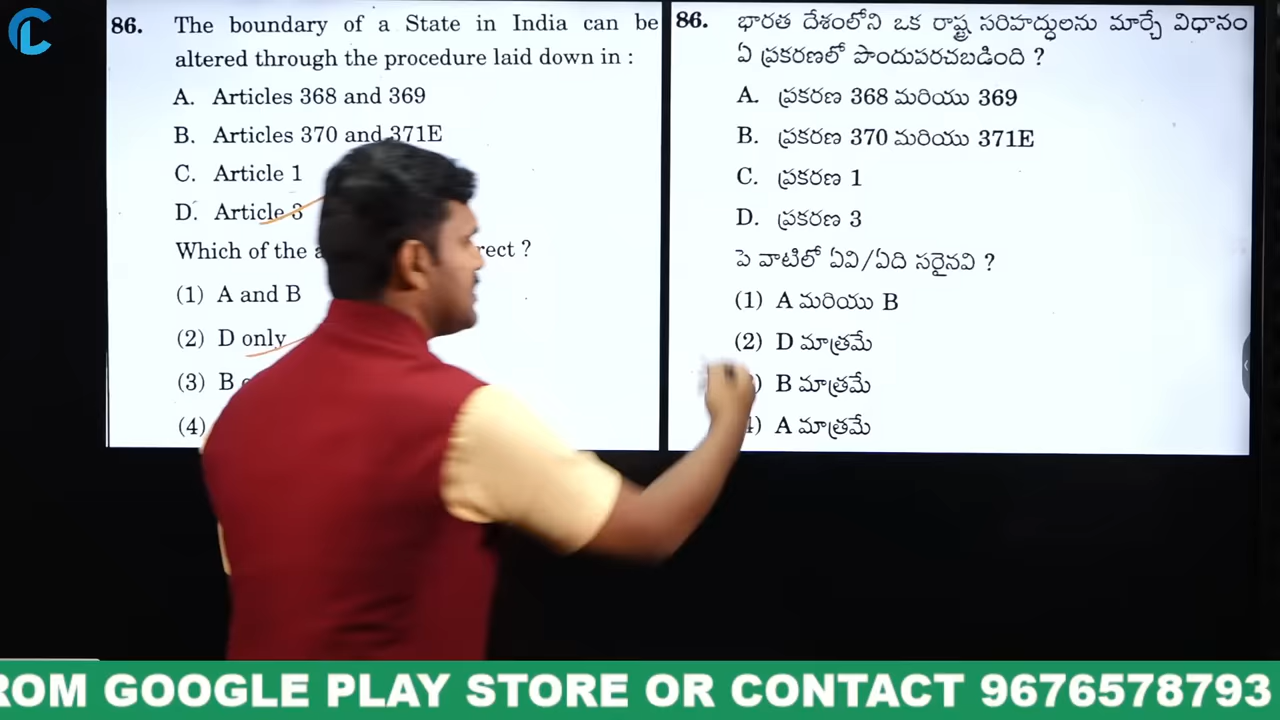 86. The boundary of a State in India can be
altered through the procedure laid down in :
A. Articles 368 and 369
B. Articles 370 and 371E
C. Article 1
D. Article 3
Which of the rect ?
(1) A and B
(2) D only
(3) B
(4)
86. భారత దేశంలోని ఒక రాష్ట్ర సరిహద్దులను మార్చే విధానం
ఏ ప్రకరణలో పొందుపరచబడింది ?
A. ప్రకరణ 368 మరియు 369
B. ప్రకరణ 370 మరియు 371E
C. ప్రకరణ 1
D. ప్రకరణ 3
పై వాటిలో ఏవి/ఏది సరైనవి ?
(1) A మరియు B
(2) D మాత్రమే
) B మాత్రమే
4) A మాత్రమే
ROM GOOGLE PLAY STORE OR CONTACT 9676578793